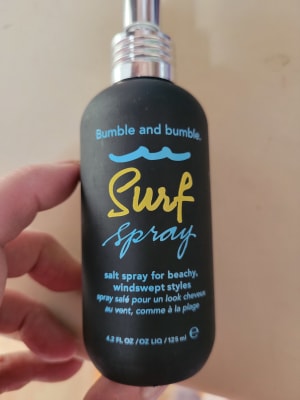 Bumble and bumble.
Surf
spray
salt spray for beachy,
windswept styles
spray salé pour un look cheveux
au vent, comme à la plage
4.2 FL OZ/OZ LIQ / 125 ml e